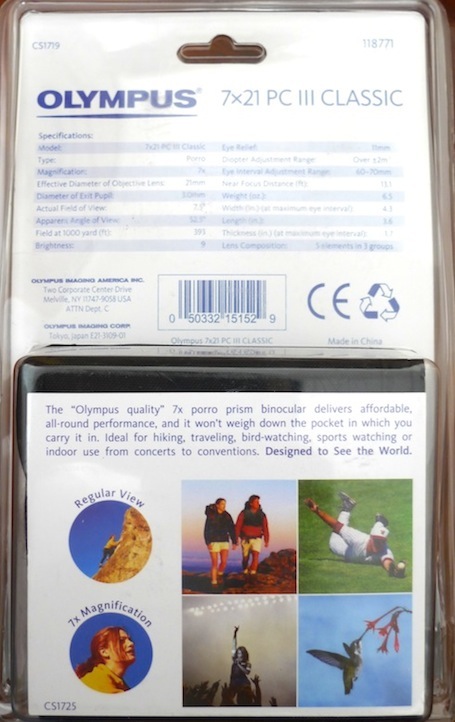 CS1719
118771
OLYMPUS® 7×21 PC III CLASSIC
Specifications:
Model: 7x21 PC III Classic
Type: Porro
Magnification: 7x
Effective Diameter of Objective Lens: 21mm
Diameter of Exit Pupil: 3.0mm
Actual Field of View:
Apparent Angle of View:
Field at 1000 yard (ft): 393
Brightness: 9
Eye Relief: 11mm
Diopter Adjustment Range: Over ±2m
Eye Interval Adjustment Range: 60-70mm
Near Focus Distance (ft): 13.1
Weight (oz.): 6.5
Width (in.) (at maximum eye interval): 4.3
Length (in.): 3.6
Thickness (in.) (at maximum eye interval):
Lens Composition: 5 elements in 3 groups
OLYMPUS IMAGING AMERICA INC.
Two Corporate Center Drive
Melville, NY 11747-9058 USA
ATTN Dept. C
OLYMPUS IMAGING CORP.
Tokyo, Japan
0 50332 15152 9
Olympus 7x21 PC III CLASSIC
CE
Made in China
The "Olympus quality" 7x porro prism binocular delivers affordable,
all-round performance, and it won't weigh down the pocket in which you
carry it in. Ideal for hiking, traveling, bird-watching, sports watching or
indoor use from concerts to conventions. Designed to See the World.
Regular View
7x Magnification
CS1725